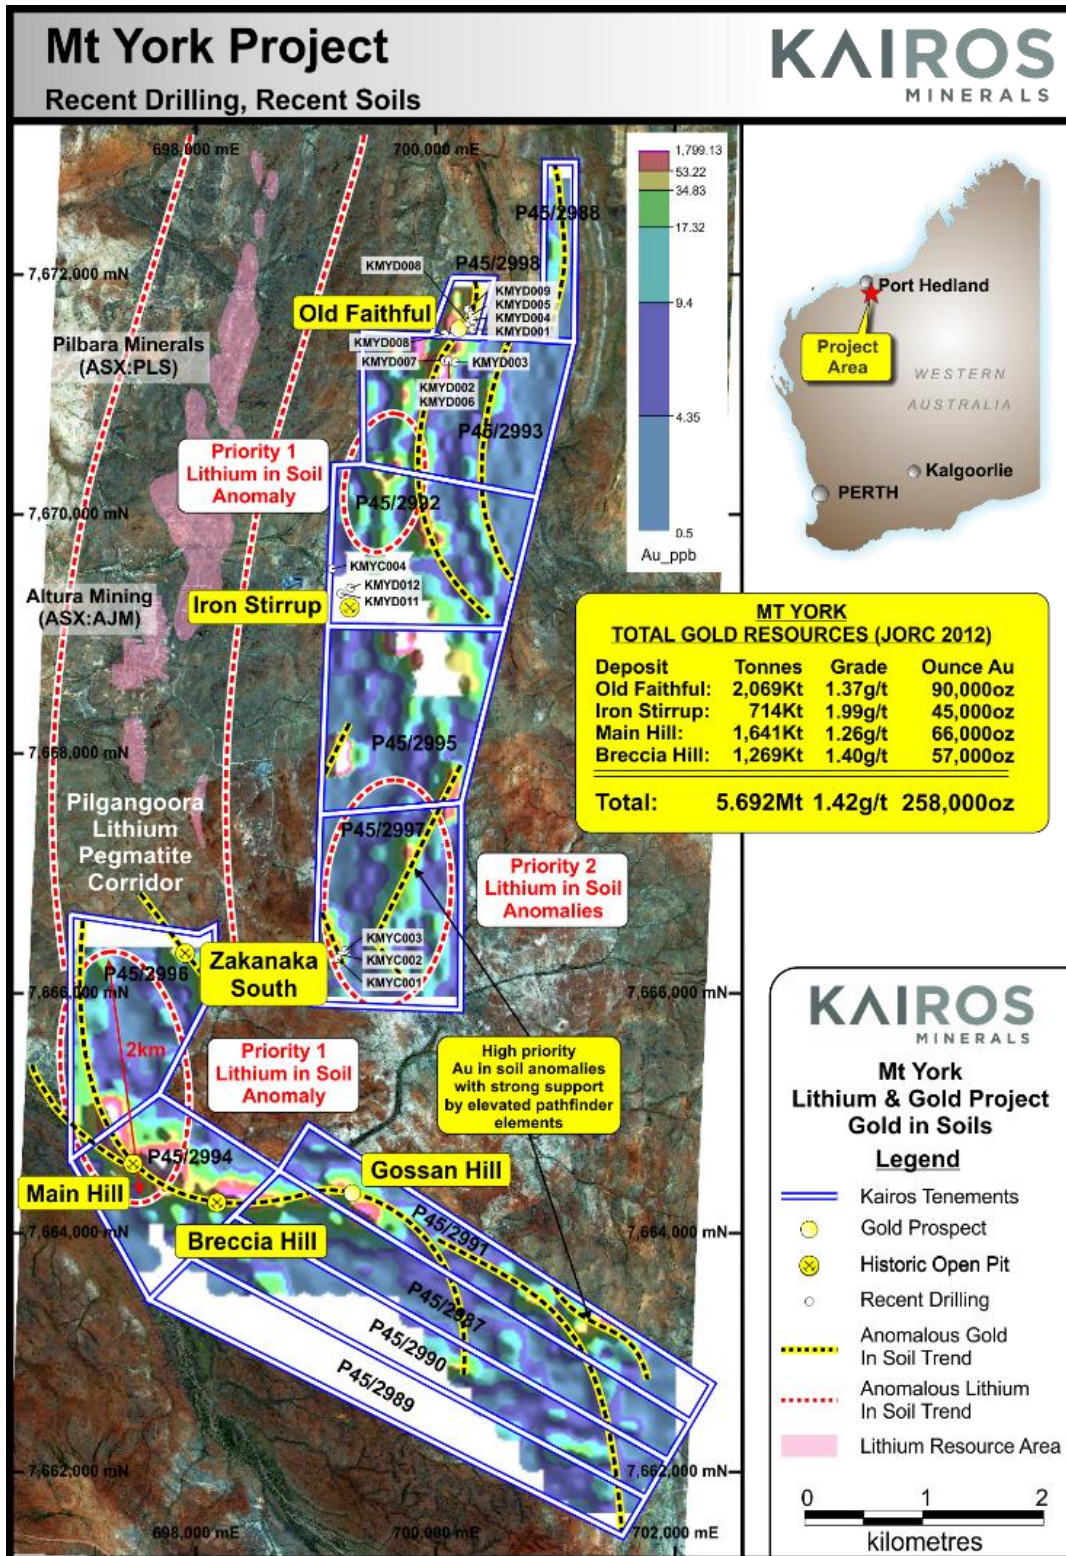 Mt York Project
Recent Drilling, Recent Soils
KAIROS
MINERALS
698,000 mE
700,000 mE
1,799.13
53.22
34.83
17.32
9.4
4.35
0.5
Au_ppb
P45/2988
P45/2998
7,672,000 mN
KMYD008
KMYD009
KMYD005
KMYD004
KMYD001
Old Faithful
KMYD008
KMYD007
KMYD003
KMYD002
KMYD006
Pilbara Minerals
(ASX:PLS)
P45/2993
Priority 1
Lithium in Soil
Anomaly
P45/2992
7,670,000 mN
KMYC004
KMYD012
KMYD011
Altura Mining
(ASX:AJM)
Iron Stirrup
P45/2995
7,668,000 mN
Pilgangoora
Lithium
Pegmatite
Corridor
P45/2997
Priority 2
Lithium in Soil
Anomalies
KMYC003
KMYC002
KMYC001
Zakanaka
South
P45/2996
7,666,000 mN
7,666,000 mN
2km
Priority 1
Lithium in Soil
Anomaly
High priority
Au in soil anomalies
with strong support
by elevated pathfinder
elements
P45/2994
Main Hill
Gossan Hill
Breccia Hill
P45/2991
7,664,000 mN
7,664,000 mN
P45/2987
P45/2990
P45/2989
7,662,000 mN
7,662,000 mN
698,000 mE
700,000 mE
702,000 mE
Port Hedland
Project
Area
WESTERN
AUSTRALIA
Kalgoorlie
PERTH
MT YORK
TOTAL GOLD RESOURCES (JORC 2012)
Deposit Tonnes Grade Ounce Au
Old Faithful: 2,069Kt 1.37g/t 90,000oz
Iron Stirrup: 714Kt 1.99g/t 45,000oz
Main Hill: 1,641Kt 1.26g/t 66,000oz
Breccia Hill: 1,269Kt 1.40g/t 57,000oz
Total: 5.692Mt 1.42g/t 258,000oz
KAIROS
MINERALS
Mt York
Lithium & Gold Project
Gold in Soils
Legend
Kairos Tenements
Gold Prospect
Historic Open Pit
Recent Drilling
Anomalous Gold
In Soil Trend
Anomalous Lithium
In Soil Trend
Lithium Resource Area
0 1 2
kilometres